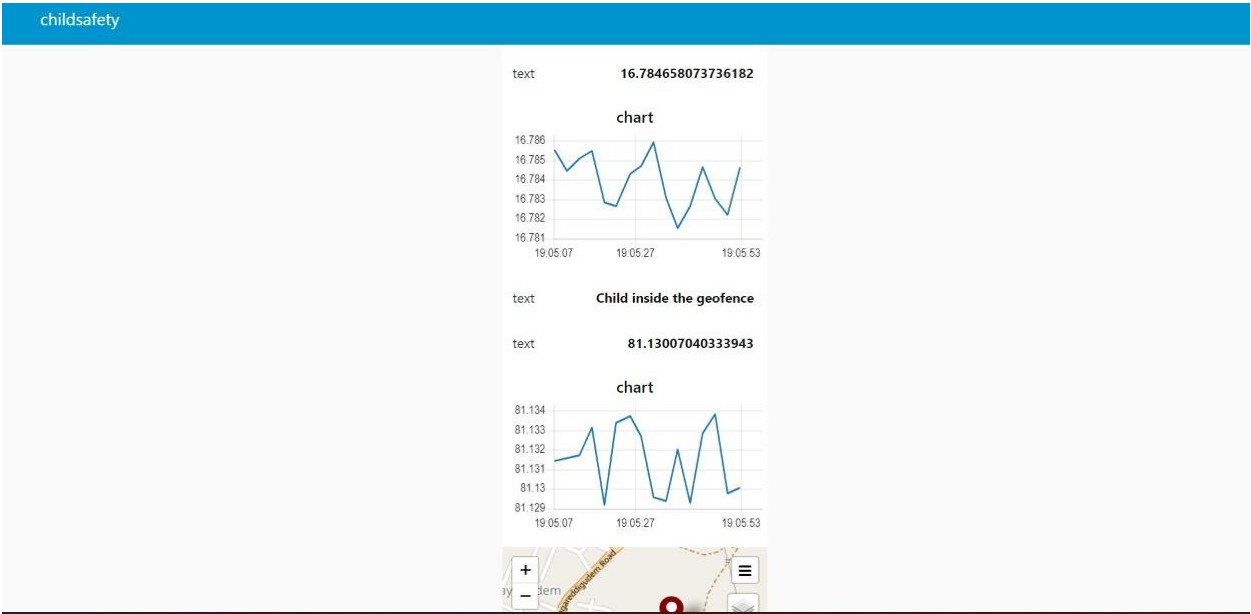 childsafety
text 16.784658073736182
chart
16.786
16.785
16.784
16.783
16.782
16.781
19:05:07 19:05:27 19:05:53
text Child inside the geofence
text 81.13007040333943
chart
81.134
81.133
81.132
81.131
81.13
81.129
19:05:07 19:05:27 19:05:53
+
−